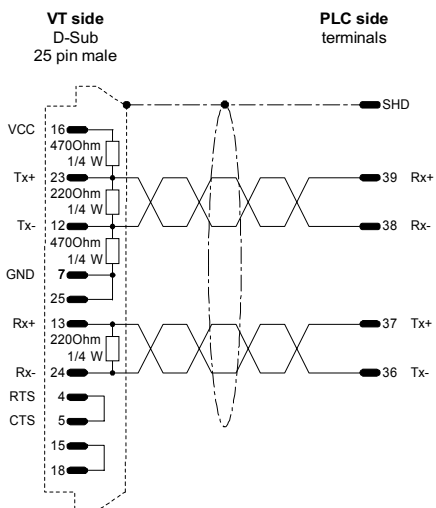 VT side
D-Sub
25 pin male
PLC side
terminals
SHD
VCC 16
470Ohm
1/4 W
Tx+ 23 39 Rx+
220Ohm
1/4 W
Tx- 12 38 Rx-
470Ohm
1/4 W
GND 7
25
Rx+ 13 37 Tx+
220Ohm
1/4 W
Rx- 24 36 Tx-
RTS 4
CTS 5
15
18